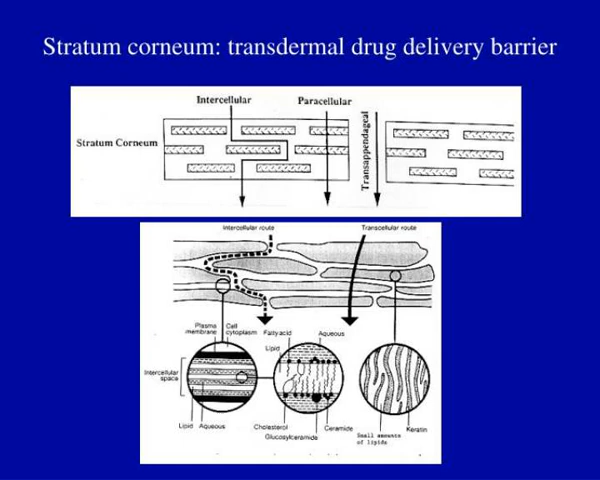 Stratum corneum: transdermal drug delivery barrier
Intercellular
Paracellular
Stratum Corneum
Transappendageal
Intercellular route
Transcellular route
Plasma
membrane
Cell
cytoplasm
Fatty acid
Aqueous
Lipid
Intercellular
space
Lipid
Aqueous
Cholesterol
Glucosylceramide
Ceramide
Small amounts
of lipids
Keratin